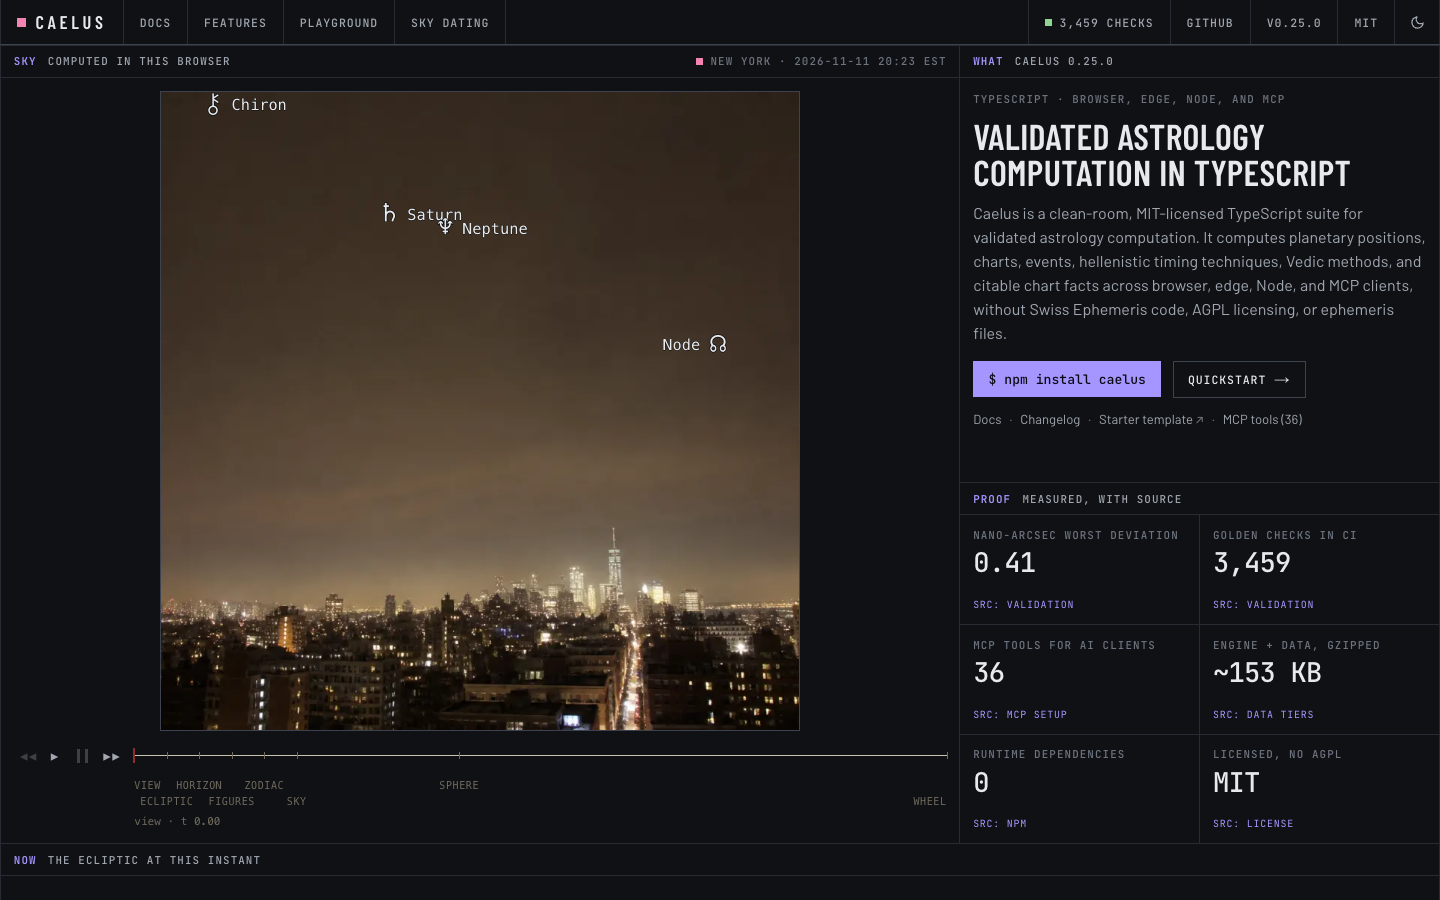 CAELUS
DOCS
FEATURES
PLAYGROUND
SKY DATING
3,459 CHECKS
GITHUB
V0.25.0
MIT
SKY COMPUTED IN THIS BROWSER
NEW YORK · 2026-11-11 20:23 EST
Chiron
Saturn
Neptune
Node
VIEW HORIZON ZODIAC SPHERE
ECLIPTIC FIGURES SKY WHEEL
view · t 0.00
WHAT CAELUS 0.25.0
TYPESCRIPT · BROWSER, EDGE, NODE, AND MCP
VALIDATED ASTROLOGY
COMPUTATION IN TYPESCRIPT
Caelus is a clean-room, MIT-licensed TypeScript suite for
validated astrology computation. It computes planetary positions,
charts, events, hellenistic timing techniques, Vedic methods, and
citable chart facts across browser, edge, Node, and MCP clients,
without Swiss Ephemeris code, AGPL licensing, or ephemeris
files.
$ npm install caelus
QUICKSTART →
Docs · Changelog · Starter template ↗ · MCP tools (36)
PROOF MEASURED, WITH SOURCE
NANO-ARCSEC WORST DEVIATION
0.41
SRC: VALIDATION
GOLDEN CHECKS IN CI
3,459
SRC: VALIDATION
MCP TOOLS FOR AI CLIENTS
36
SRC: MCP SETUP
ENGINE + DATA, GZIPPED
~153 KB
SRC: DATA TIERS
RUNTIME DEPENDENCIES
0
SRC: NPM
LICENSED, NO AGPL
MIT
SRC: LICENSE
NOW THE ECLIPTIC AT THIS INSTANT